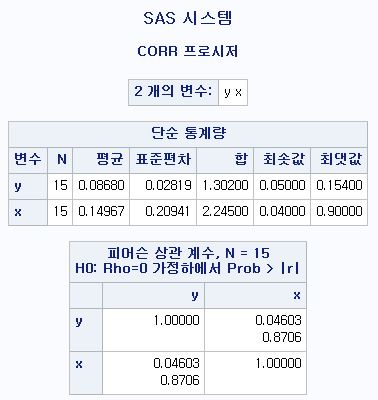 SAS 시스템
CORR 프로시저
2 개의 변수: y x
단순 통계량
변수 N 평균 표준편차 합 최솟값 최댓값
y 15 0.08680 0.02819 1.30200 0.05000 0.15400
x 15 0.14967 0.20941 2.24500 0.04000 0.90000
피어슨 상관 계수, N = 15
H0: Rho=0 가정하에서 Prob > |r|
y x
y 1.00000 0.04603
0.8706
x 0.04603 1.00000
0.8706